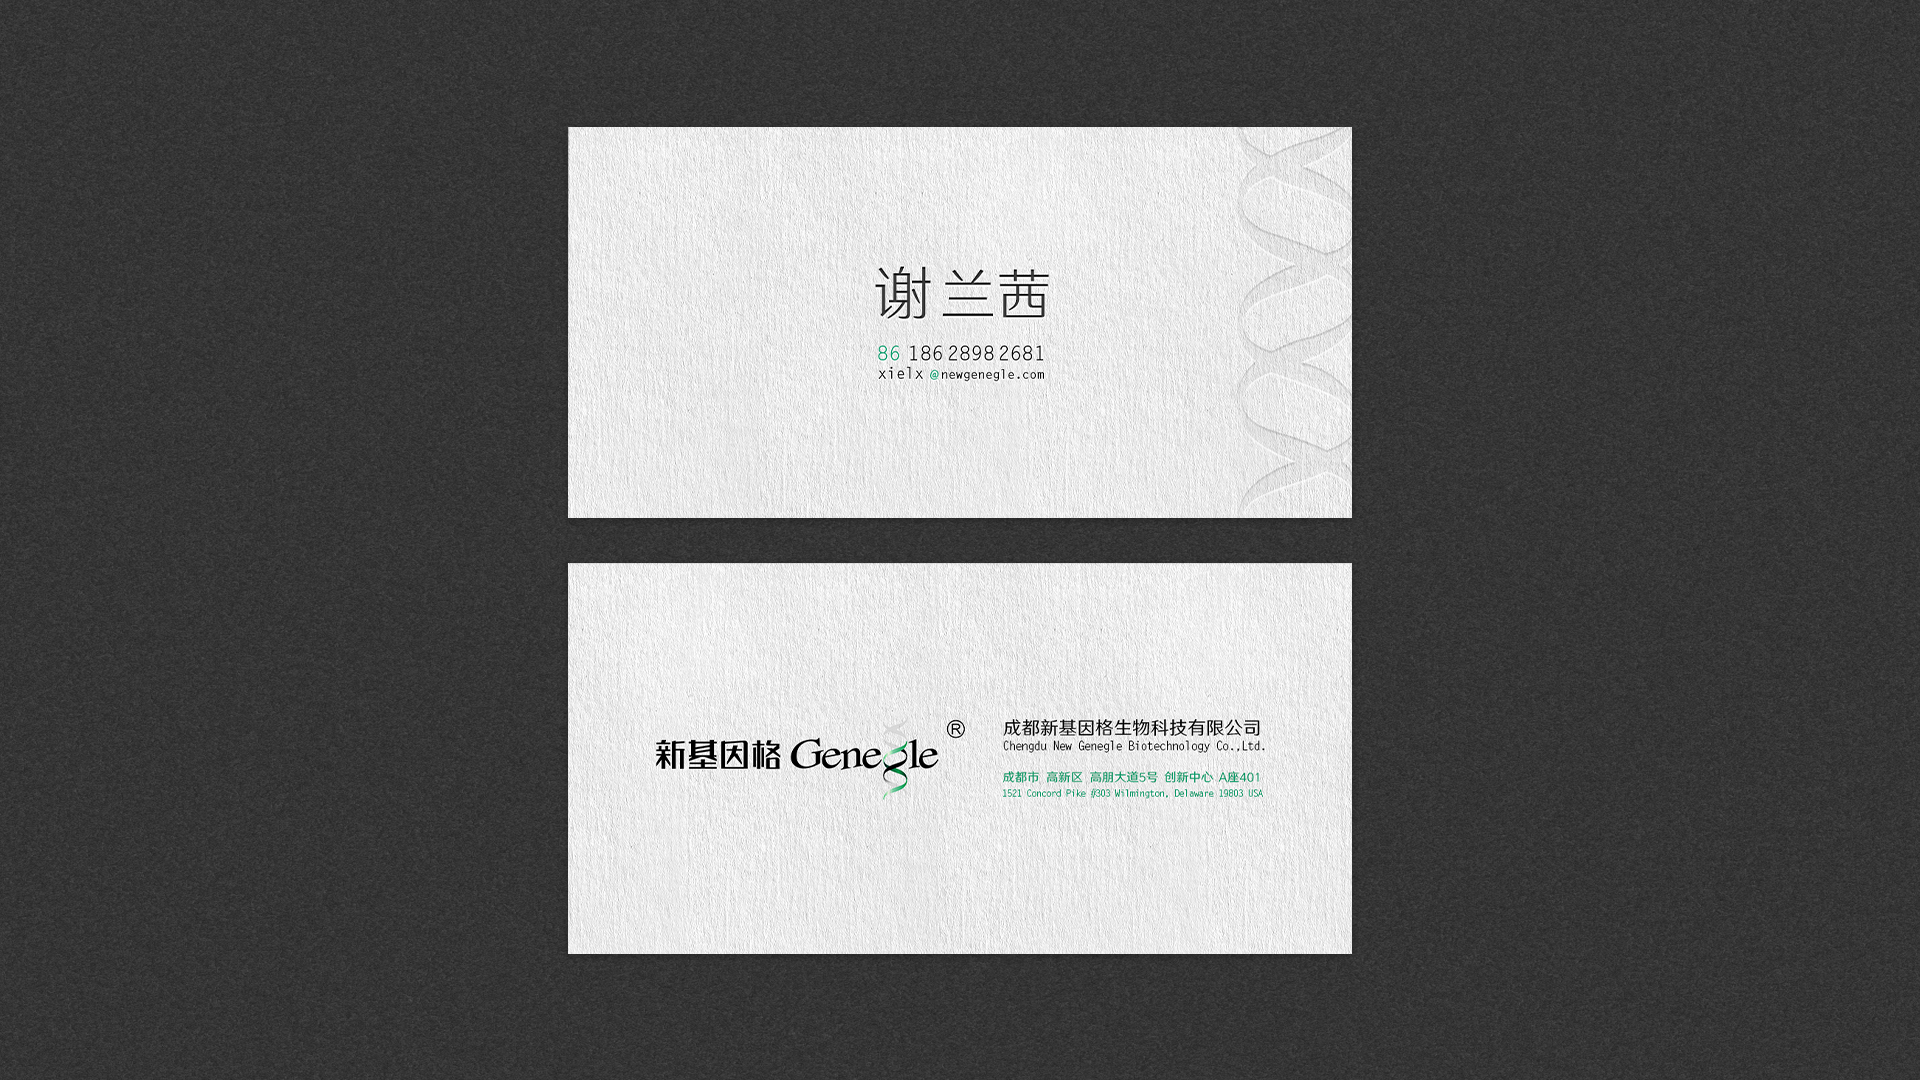 谢兰茜
86 186 2898 2681
xielx @newgenegle.com
新基因格 Genegle ®
成都新基因格生物科技有限公司
Chengdu New Genegle Biotechnology Co.,Ltd.
成都市 高新区 高朋大道5号 创新中心 A座401
1521 Concord Pike #303 Wilmington, Delaware 19803 USA